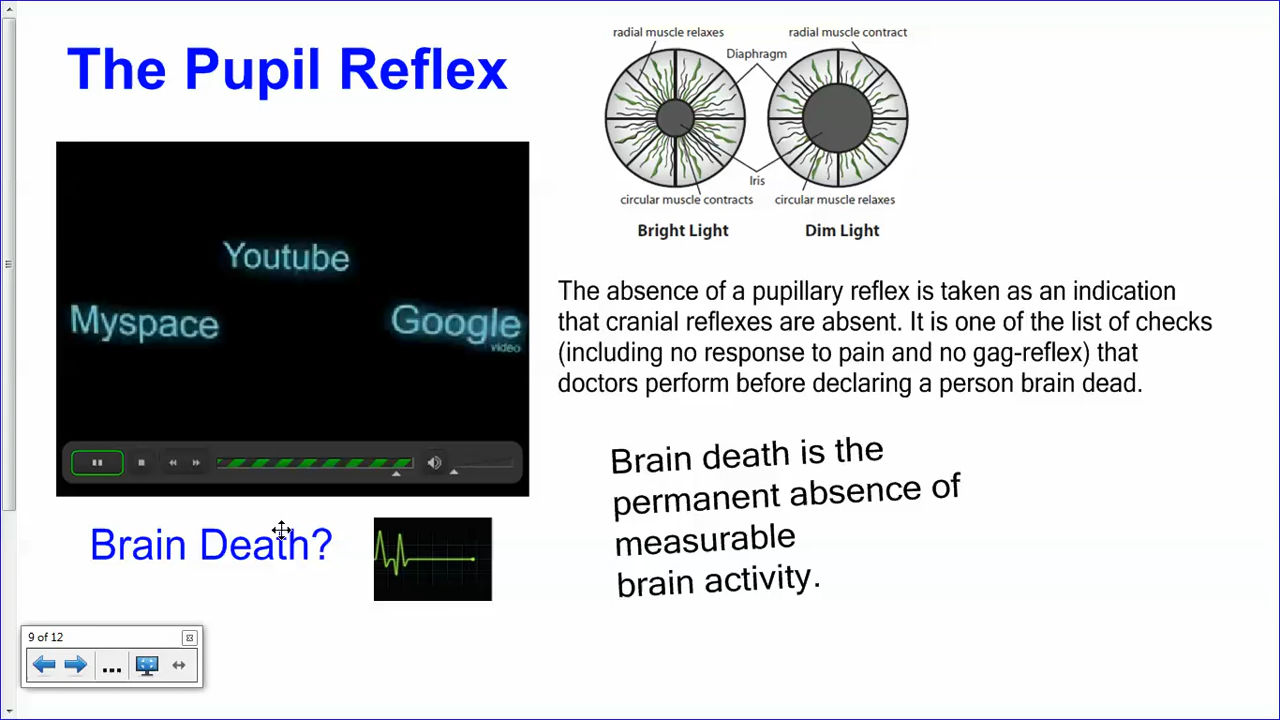 The Pupil Reflex
radial muscle relaxes
radial muscle contract
Diaphragm
Iris
circular muscle contracts
circular muscle relaxes
Bright Light
Dim Light
Youtube
Myspace
Google
video
The absence of a pupillary reflex is taken as an indication
that cranial reflexes are absent. It is one of the list of checks
(including no response to pain and no gag-reflex) that
doctors perform before declaring a person brain dead.
Brain death is the
permanent absence of
measurable
brain activity.
Brain Death?
9 of 12
...